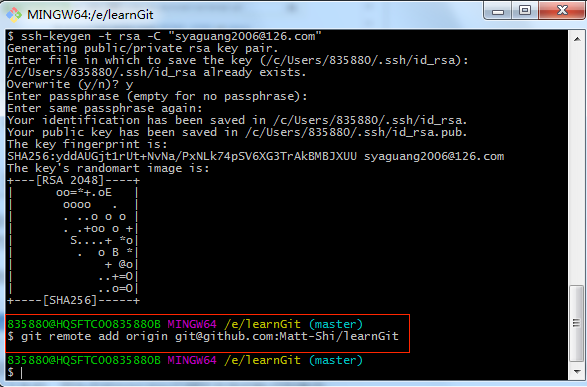 MINGW64:/e/learnGit
$ ssh-keygen -t rsa -C "syaguang2006@126.com"
Generating public/private rsa key pair.
Enter file in which to save the key (/c/Users/835880/.ssh/id_rsa):
/c/Users/835880/.ssh/id_rsa already exists.
Overwrite (y/n)? y
Enter passphrase (empty for no passphrase):
Enter same passphrase again:
Your identification has been saved in /c/Users/835880/.ssh/id_rsa.
Your public key has been saved in /c/Users/835880/.ssh/id_rsa.pub.
The key fingerprint is:
SHA256:yddAUGjt1rUt+NvNa/PxNLk74pSV6XG3TrAkBMBJXUU syaguang2006@126.com
The key's randomart image is:
+---[RSA 2048]----+
|      oo=*+.oE   |
|       oooo   .  |
|       . ..o o o |
|      . .+oo o +|
|        S....+ *o|
|         .  o B *|
|             + @o|
|            ..+=O|
|            ..o=O|
+----[SHA256]-----+
835880@HQSFTC00835880B MINGW64 /e/learnGit (master)
$ git remote add origin git@github.com:Matt-Shi/learnGit
835880@HQSFTC00835880B MINGW64 /e/learnGit (master)
$